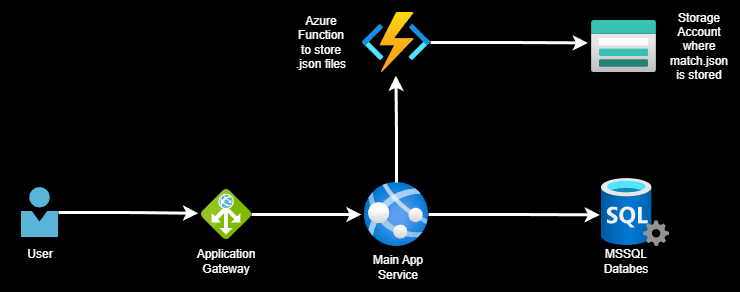 Azure
Function
to store
.json files
Storage
Account
where
match.json
is stored
User
Application
Gateway
Main App
Service
SQL
MSSQL
Databes